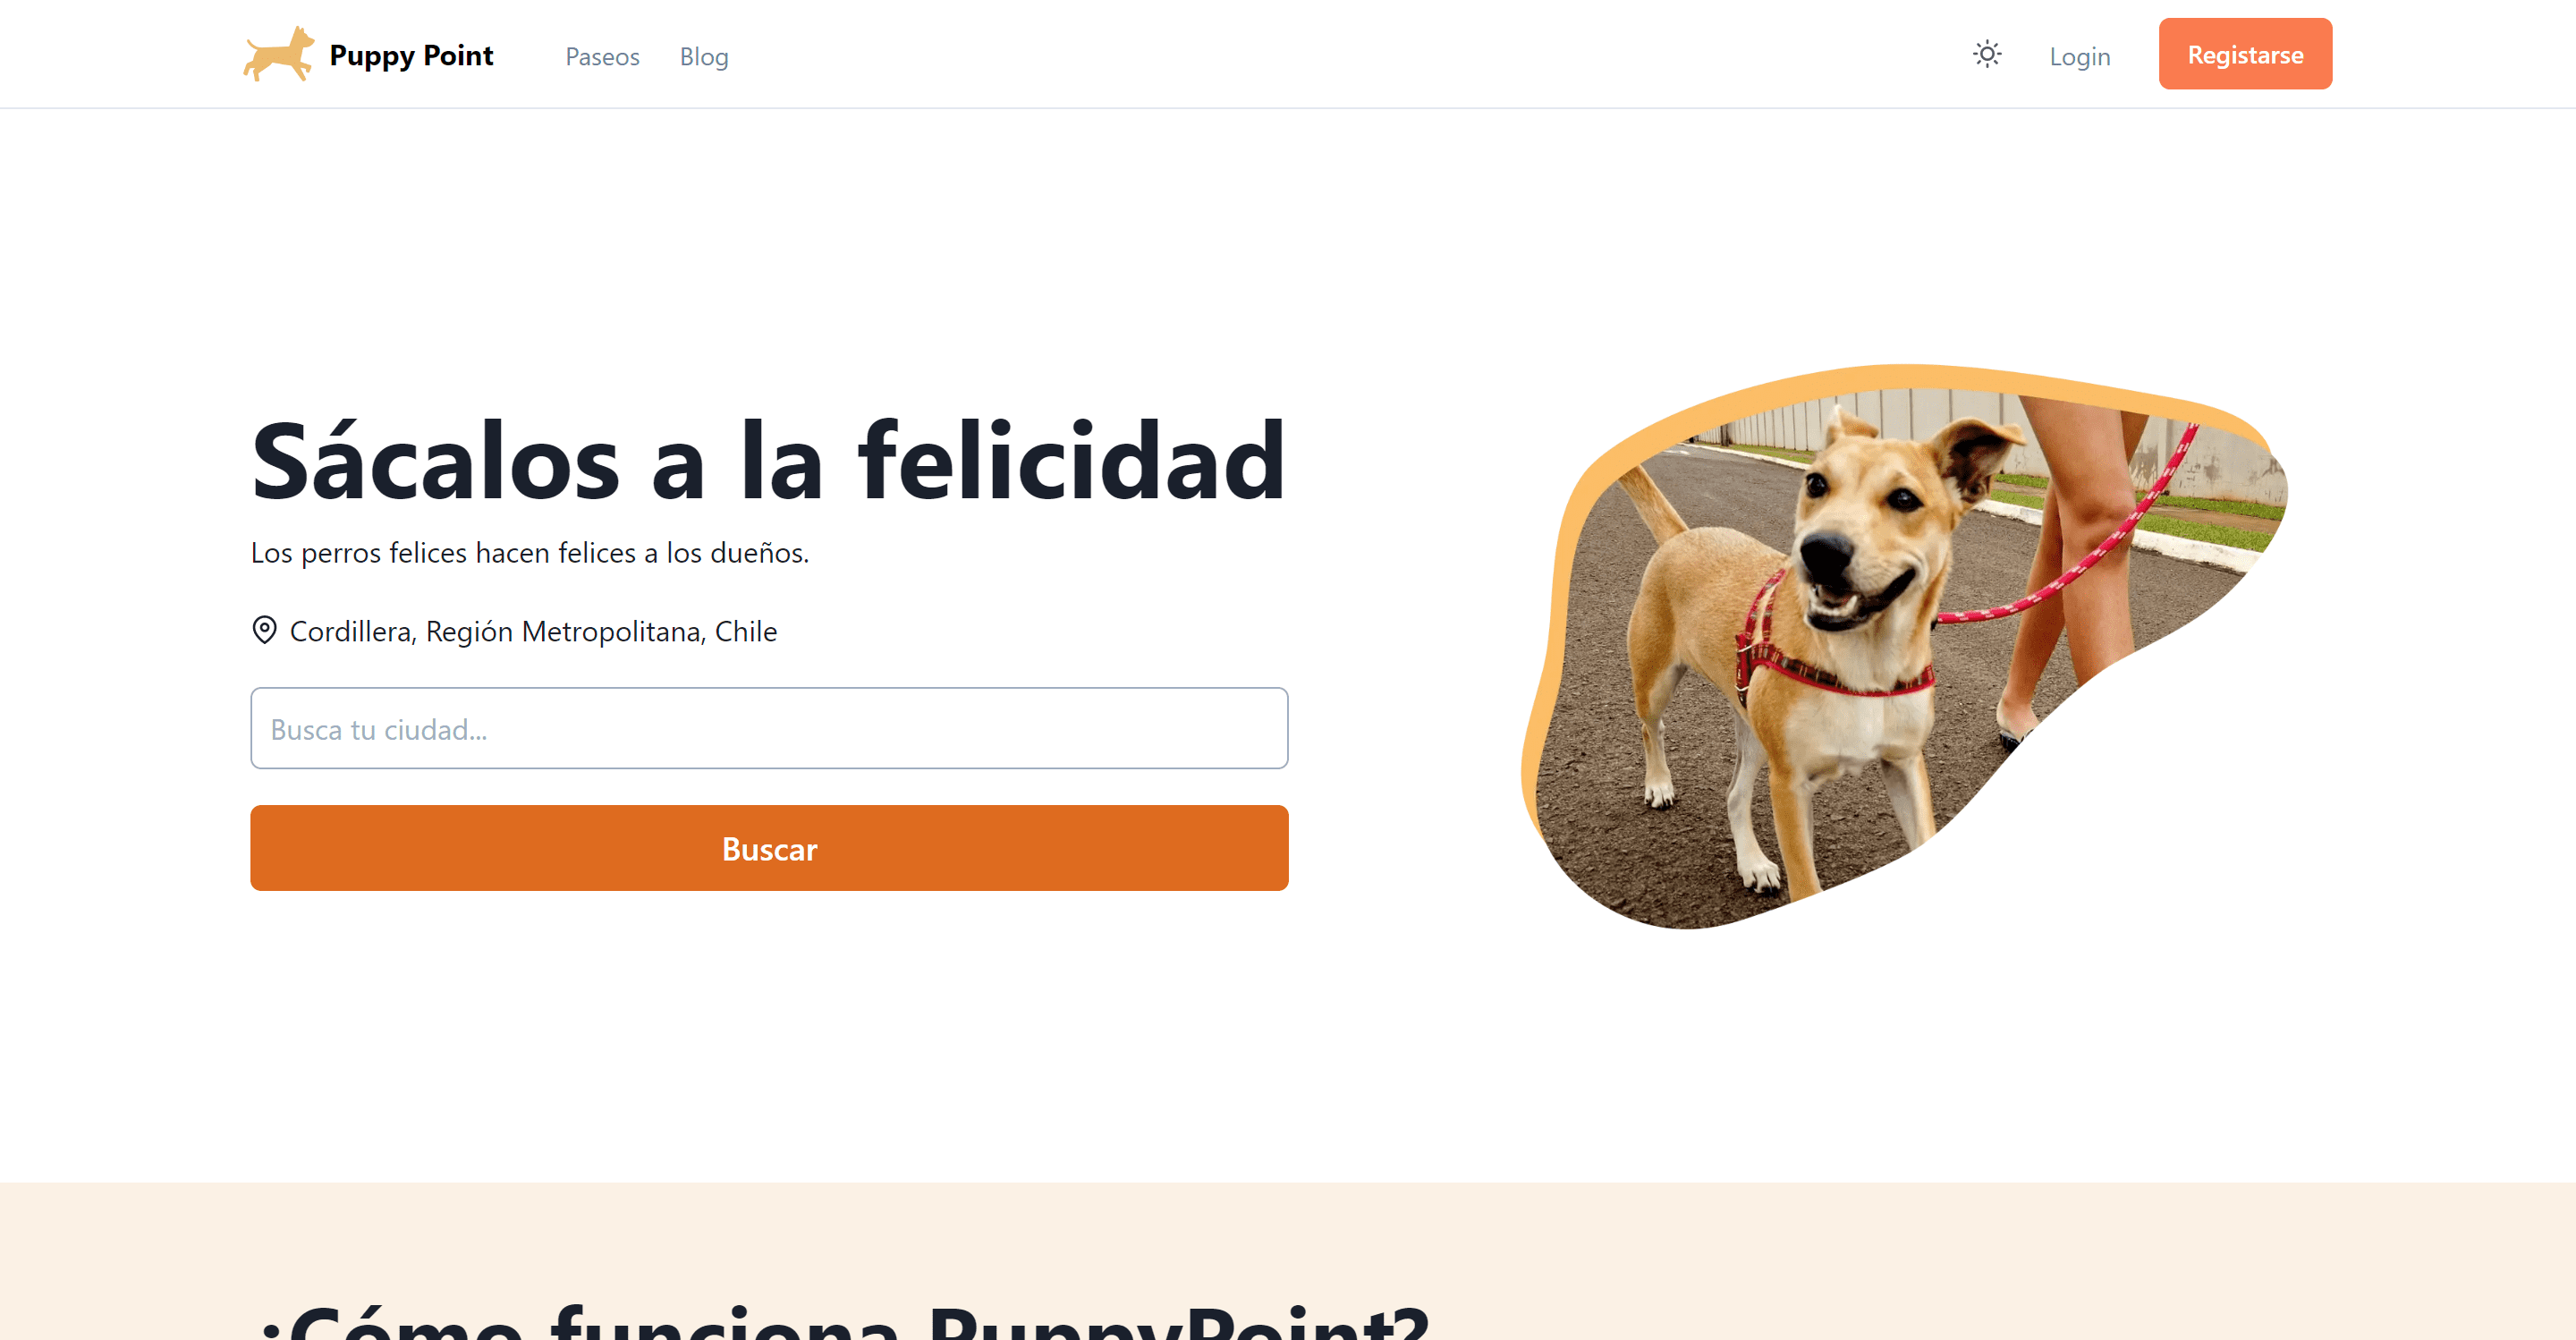 Puppy Point
Paseos
Blog
Login
Registarse
Sácalos a la felicidad
Los perros felices hacen felices a los dueños.
Cordillera, Región Metropolitana, Chile
Busca tu ciudad...
Buscar
¿Cómo funciona PuppyPoint?